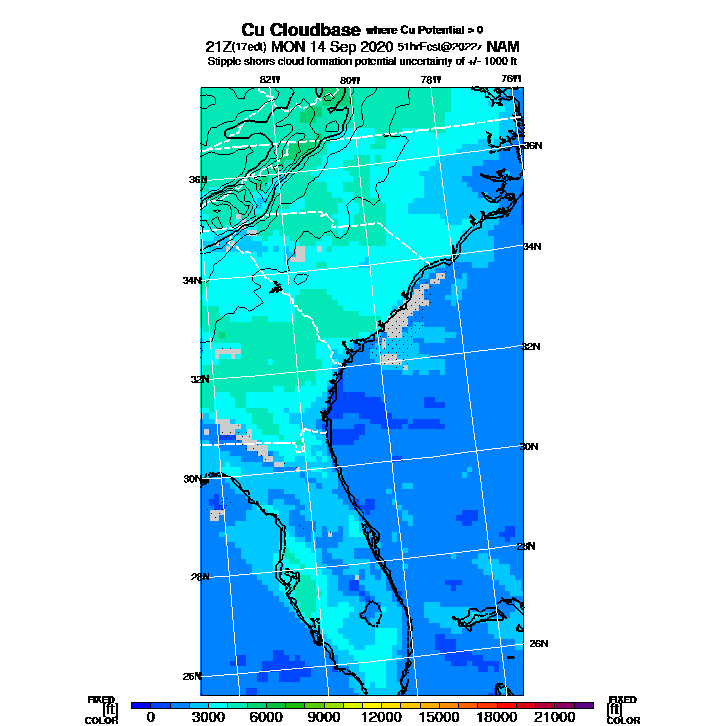 Cu Cloudbase where Cu Potential > 0
21Z(17edt) MON 14 Sep 2020 51hrFcst@2022z NAM
Stipple shows cloud formation potential uncertainty of +/- 1000 ft
82W 80W 78W 76W
36N
36N
34N
34N
32N
32N
30N
30N
28N
28N
26N
26N
FIXED FIXED
[ft] [ft]
COLOR COLOR
0 3000 6000 9000 12000 15000 18000 21000